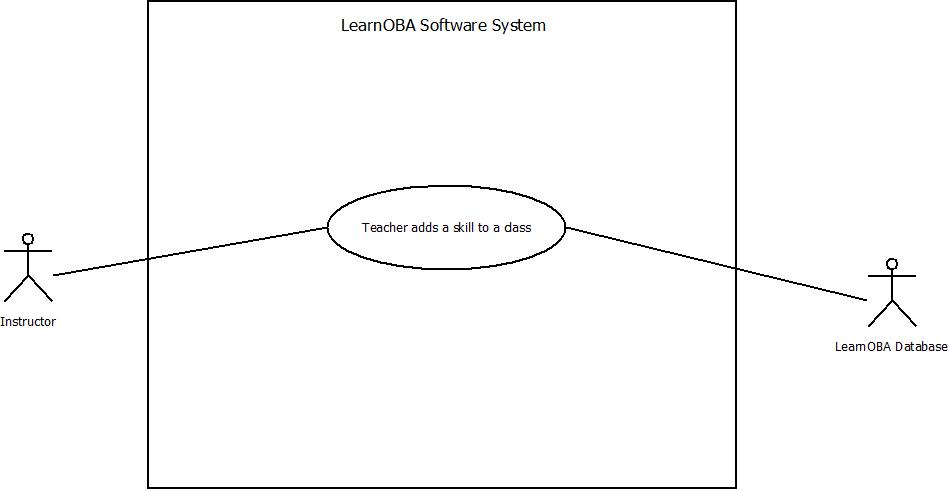 LearnOBA Software System
Teacher adds a skill to a class
Instructor
LearnOBA Database